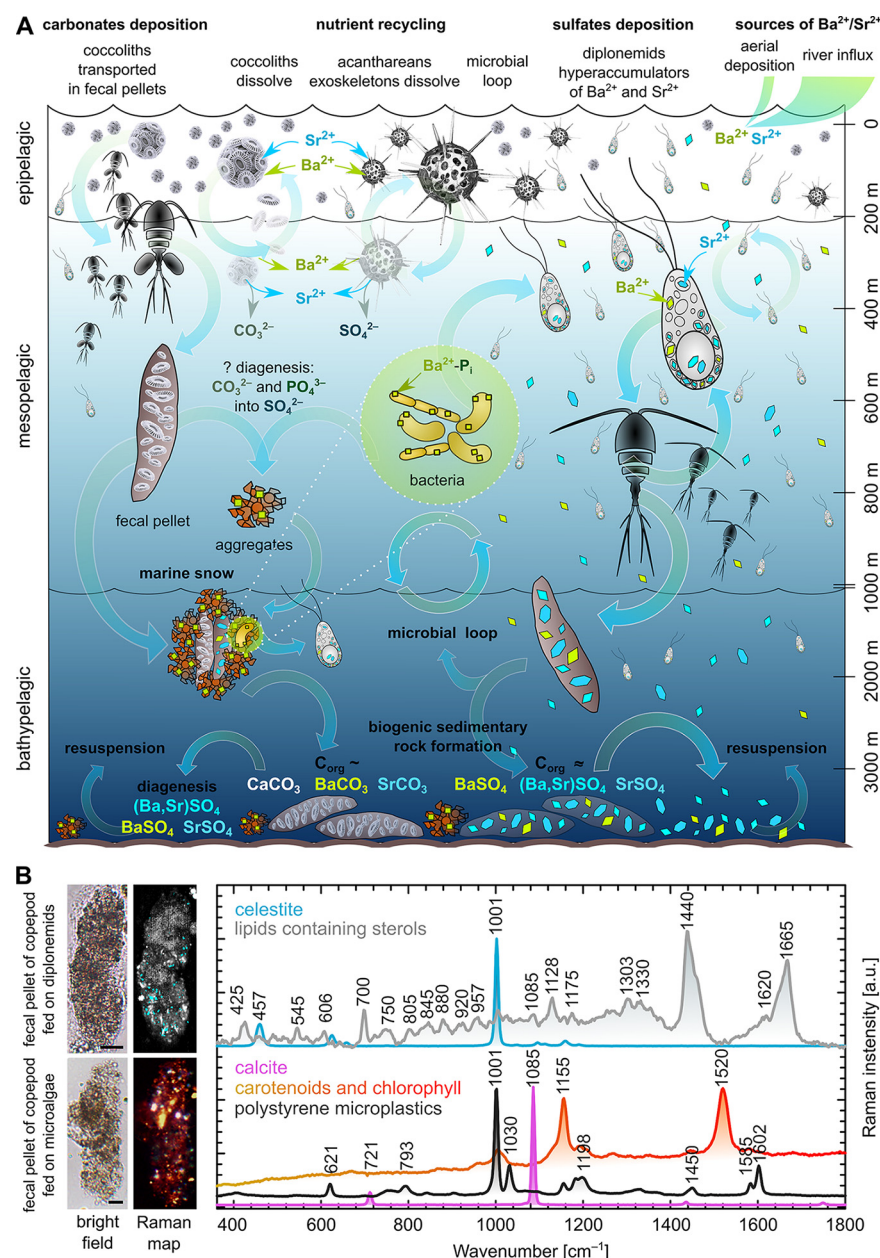 A
carbonates deposition
nutrient recycling
sulfates deposition
sources of Ba²⁺/Sr²⁺
coccoliths
transported
in fecal pellets
coccoliths
dissolve
acanthareans
exoskeletons dissolve
microbial
loop
diplonemids
hyperaccumulators
of Ba²⁺ and Sr²⁺
aerial
deposition
river influx
epipelagic
mesopelagic
bathypelagic
0
200 m
400 m
600 m
800 m
1000 m
2000 m
3000 m
Sr²⁺
Ba²⁺
Ba²⁺ Sr²⁺
Ba²⁺
Sr²⁺
CO₃²⁻
SO₄²⁻
Sr²⁺
Ba²⁺
? diagenesis:
CO₃²⁻ and PO₄³⁻
into SO₄²⁻
Ba²⁺-Pᵢ
bacteria
fecal pellet
aggregates
marine snow
microbial loop
biogenic sedimentary
rock formation
resuspension
resuspension
diagenesis
(Ba,Sr)SO₄
BaSO₄ SrSO₄
C_org ~
CaCO₃ BaCO₃ SrCO₃
C_org ≈
BaSO₄ (Ba,Sr)SO₄ SrSO₄
B
fecal pellet of copepod
fed on diplonemids
fecal pellet of copepod
fed on microalgae
bright
field
Raman
map
celestite
lipids containing sterols
425
457
545
606
700
750
805
845
880
920
957
1001
1085
1128
1175
1303
1330
1440
1620
1665
calcite
carotenoids and chlorophyll
polystyrene microplastics
621
721
793
1001
1030
1085
1155
1198
1450
1520
1585
1602
400
600
800
1000
1200
1400
1600
1800
Wavenumber [cm⁻¹]
Raman instensity [a.u.]